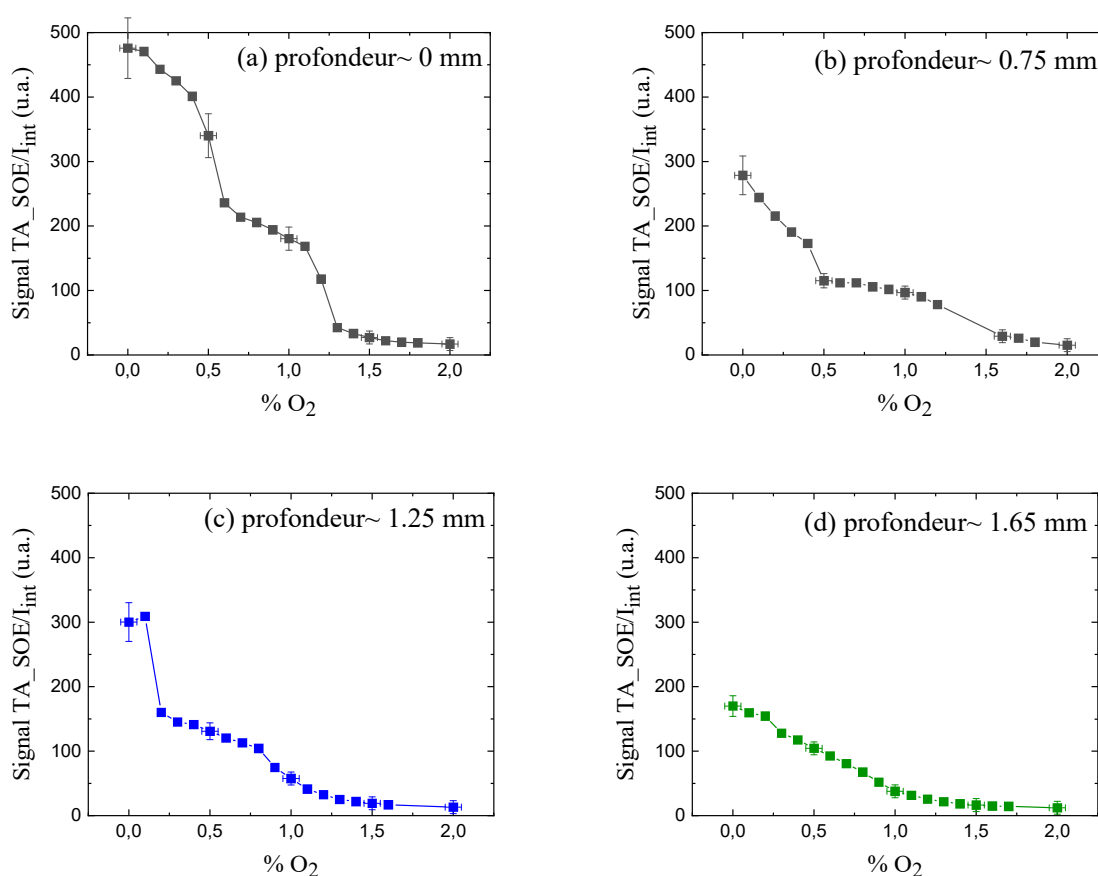 (a) profondeur~ 0 mm
Signal TA_SOE/I_int (u.a.)
500
400
300
200
100
0
0,0 0,5 1,0 1,5 2,0
% O₂
(b) profondeur~ 0.75 mm
Signal TA_SOE/I_int (u.a.)
500
400
300
200
100
0
0,0 0,5 1,0 1,5 2,0
% O₂
(c) profondeur~ 1.25 mm
Signal TA_SOE/I_int (u.a.)
500
400
300
200
100
0
0,0 0,5 1,0 1,5 2,0
% O₂
(d) profondeur~ 1.65 mm
Signal TA_SOE/I_int (u.a.)
500
400
300
200
100
0
0,0 0,5 1,0 1,5 2,0
% O₂